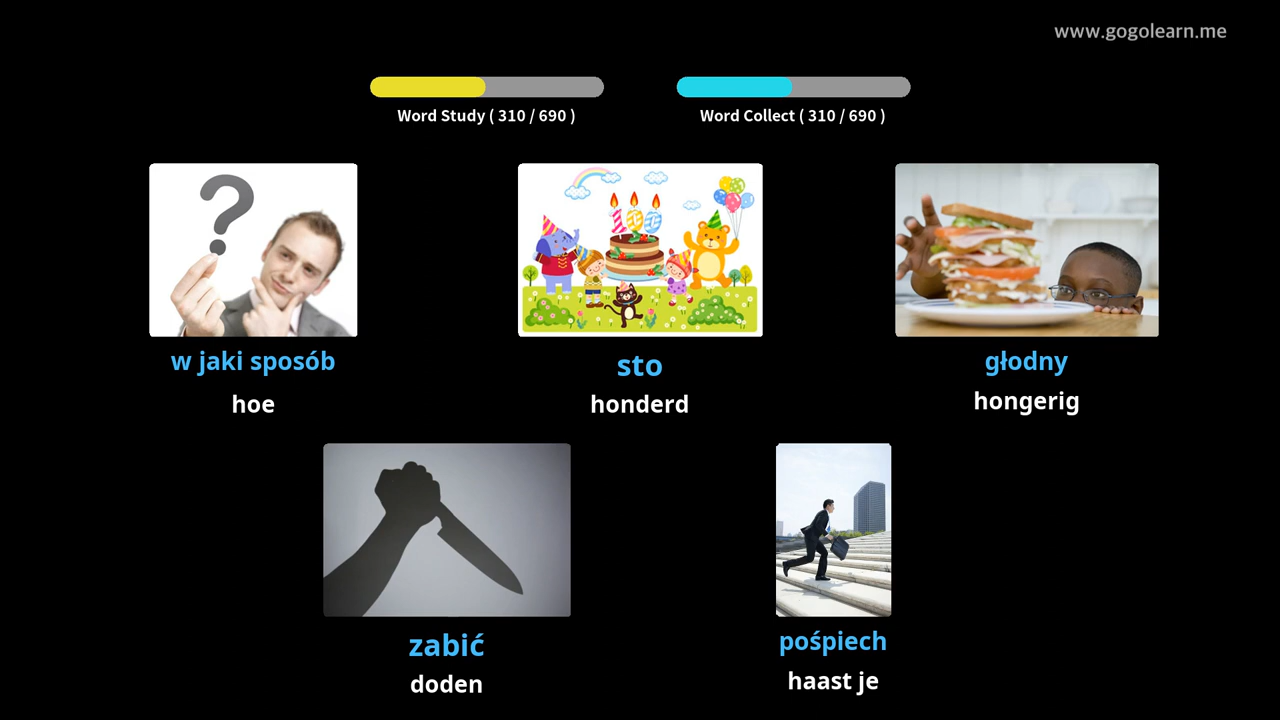 www.gogolearn.me
Word Study ( 310 / 690 )
Word Collect ( 310 / 690 )
100
w jaki sposób
hoe
sto
honderd
głodny
hongerig
zabić
doden
pośpiech
haast je